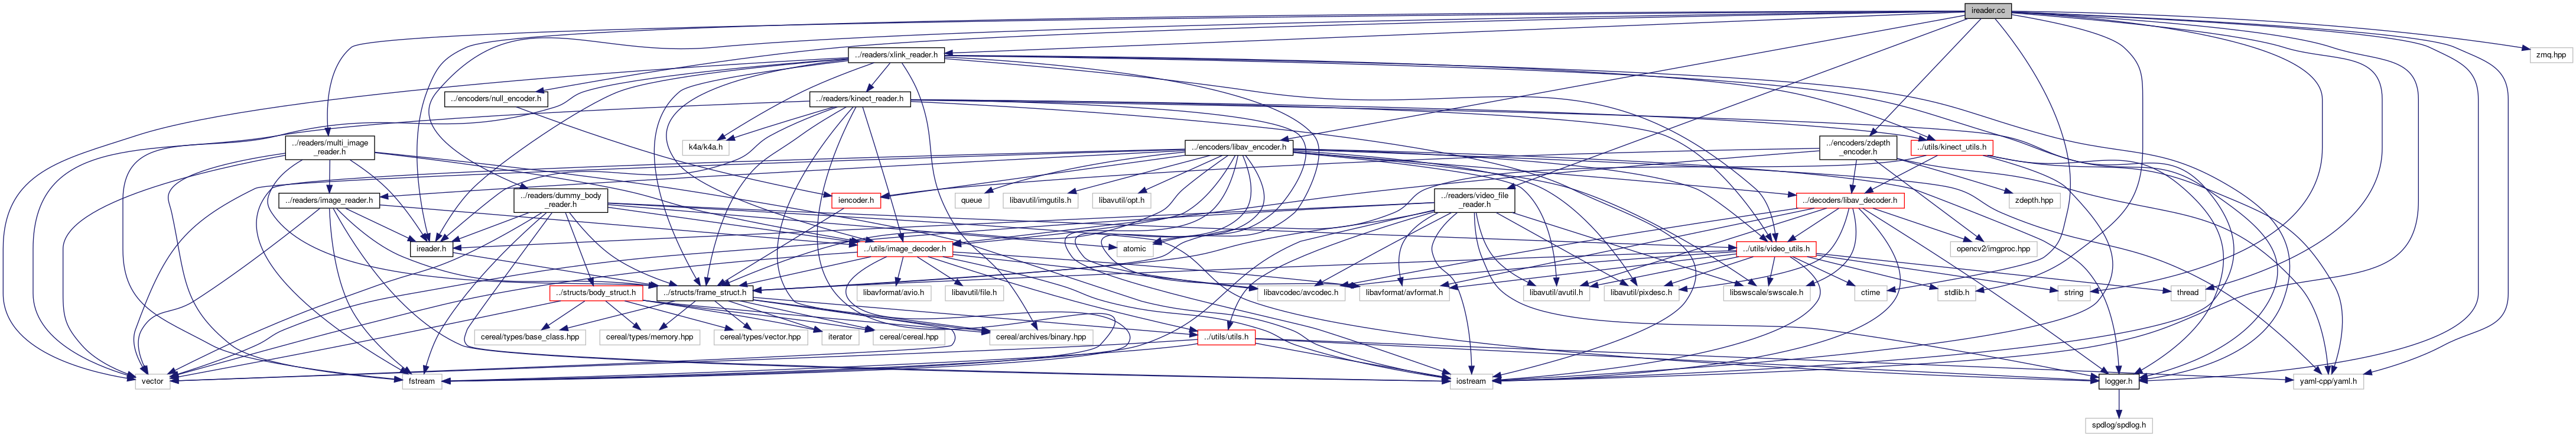 ireader.cc
../readers/xlink_reader.h
zmq.hpp
../encoders/null_encoder.h
../readers/kinect_reader.h
../readers/multi_image
_reader.h
k4a/k4a.h
../encoders/libav_encoder.h
../encoders/zdepth
_encoder.h
../utils/kinect_utils.h
../readers/image_reader.h
../readers/dummy_body
_reader.h
iencoder.h
queue
libavutil/imgutils.h
libavutil/opt.h
../readers/video_file
_reader.h
../decoders/libav_decoder.h
zdepth.hpp
ireader.h
../utils/image_decoder.h
atomic
../utils/video_utils.h
opencv2/imgproc.hpp
../structs/body_struct.h
../structs/frame_struct.h
libavformat/avio.h
libavutil/file.h
libavcodec/avcodec.h
libavformat/avformat.h
libavutil/avutil.h
libavutil/pixdesc.h
libswscale/swscale.h
ctime
stdlib.h
string
thread
cereal/types/base_class.hpp
cereal/types/memory.hpp
cereal/types/vector.hpp
iterator
cereal/cereal.hpp
cereal/archives/binary.hpp
../utils/utils.h
vector
fstream
iostream
logger.h
yaml-cpp/yaml.h
spdlog/spdlog.h